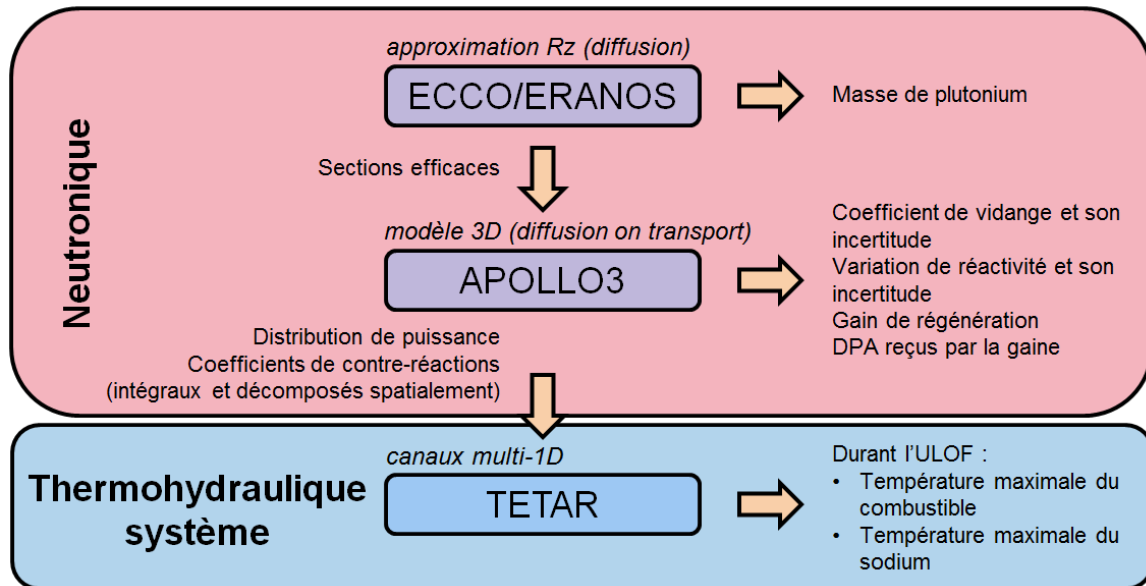 Neutronique
approximation Rz (diffusion)
ECCO/ERANOS
Masse de plutonium
Sections efficaces
modèle 3D (diffusion on transport)
APOLLO3
Coefficient de vidange et son
incertitude
Variation de réactivité et son
incertitude
Gain de régénération
DPA reçus par la gaine
Distribution de puissance
Coefficients de contre-réactions
(intégraux et décomposés spatialement)
Thermohydraulique
système
canaux multi-1D
TETAR
Durant l'ULOF :
• Température maximale du
combustible
• Température maximale du
sodium